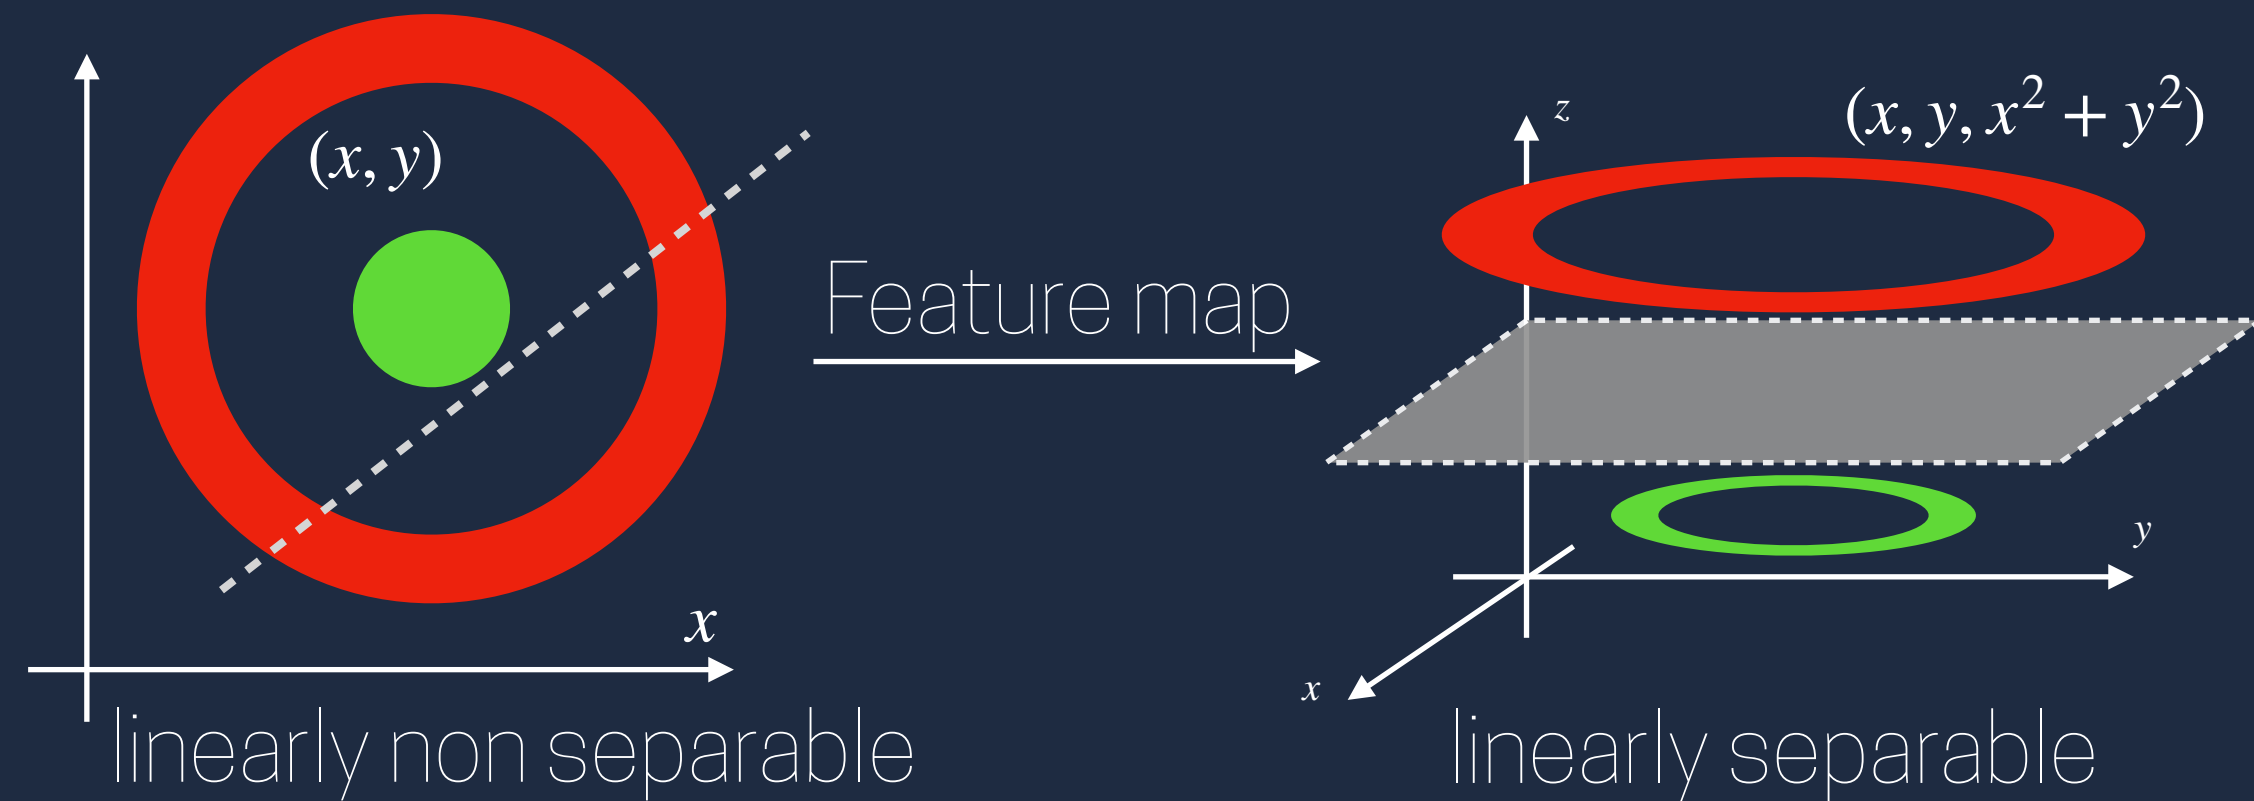 (x, y)
x
linearly non separable
Feature map
z
(x, y, x² + y²)
y
x
linearly separable